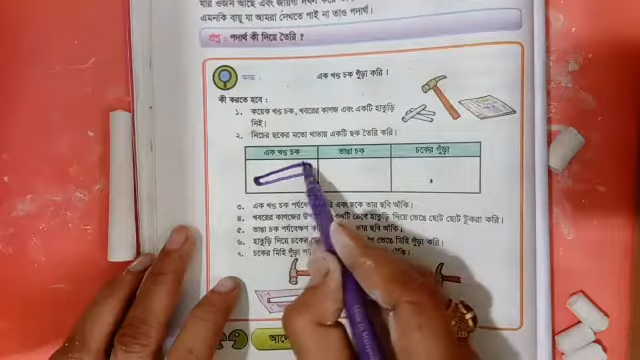 যার ওজন আছে এবং জায়গা দখল করে
এমনকি বায়ু যা আমরা দেখতে পাই না তাও পদার্থ।
প্রশ্ন : পদার্থ কী দিয়ে তৈরি ?
কাজ : এক খণ্ড চক গুঁড়া করি।
কী করতে হবে :
১. কয়েক খণ্ড চক, খবরের কাগজ এবং একটি হাতুড়ি
নিই।
২. নিচের ছকের মতো খাতায় একটি ছক তৈরি করি।
এক খণ্ড চক ভাঙা চক চকের গুঁড়া
৩. এক খণ্ড চক পর্যবেক্ষণ করি এবং ছকে তার ছবি আঁকি।
৪. খবরের কাগজের উপর চকটি রেখে হাতুড়ি দিয়ে ভেঙে ছোট ছোট টুকরা করি।
৫. ভাঙা চক পর্যবেক্ষণ তার ছবি আঁকি।
৬. হাতুড়ি দিয়ে চকের ভেঙে মিহি গুঁড়া করি।
৭. চকের মিহি গুঁড়া আঁকি।